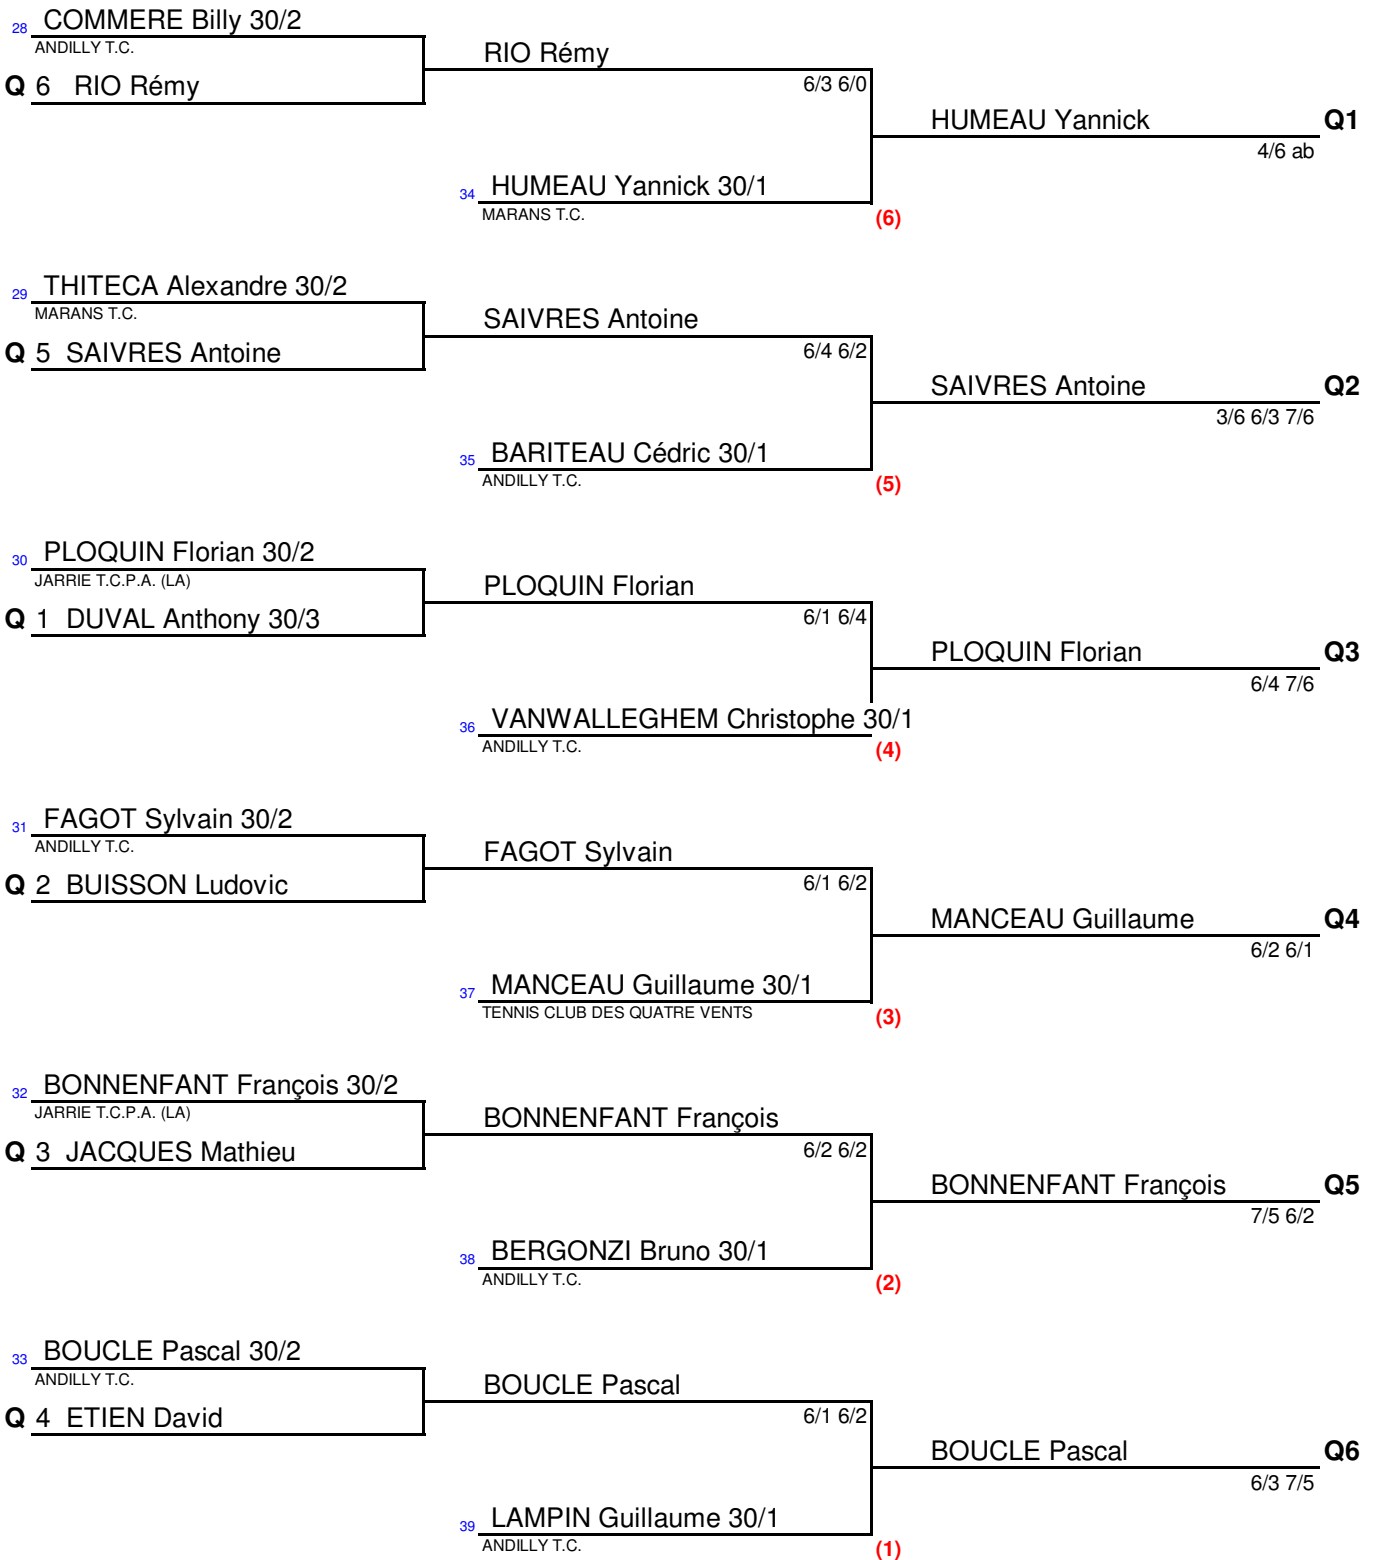 28 COMMERE Billy 30/2
ANDILLY T.C.
RIO Rémy
Q 6 RIO Rémy
6/3 6/0
HUMEAU Yannick Q1
4/6 ab
34 HUMEAU Yannick 30/1
MARANS T.C.
(6)
29 THITECA Alexandre 30/2
MARANS T.C.
SAIVRES Antoine
Q 5 SAIVRES Antoine
6/4 6/2
SAIVRES Antoine Q2
3/6 6/3 7/6
35 BARITEAU Cédric 30/1
ANDILLY T.C.
(5)
30 PLOQUIN Florian 30/2
JARRIE T.C.P.A. (LA)
PLOQUIN Florian
Q 1 DUVAL Anthony 30/3
6/1 6/4
PLOQUIN Florian Q3
6/4 7/6
36 VANWALLEGHEM Christophe 30/1
ANDILLY T.C.
(4)
31 FAGOT Sylvain 30/2
ANDILLY T.C.
FAGOT Sylvain
Q 2 BUISSON Ludovic
6/1 6/2
MANCEAU Guillaume Q4
6/2 6/1
37 MANCEAU Guillaume 30/1
TENNIS CLUB DES QUATRE VENTS
(3)
32 BONNENFANT François 30/2
JARRIE T.C.P.A. (LA)
BONNENFANT François
Q 3 JACQUES Mathieu
6/2 6/2
BONNENFANT François Q5
7/5 6/2
38 BERGONZI Bruno 30/1
ANDILLY T.C.
(2)
33 BOUCLE Pascal 30/2
ANDILLY T.C.
BOUCLE Pascal
Q 4 ETIEN David
6/1 6/2
BOUCLE Pascal Q6
6/3 7/5
39 LAMPIN Guillaume 30/1
ANDILLY T.C.
(1)